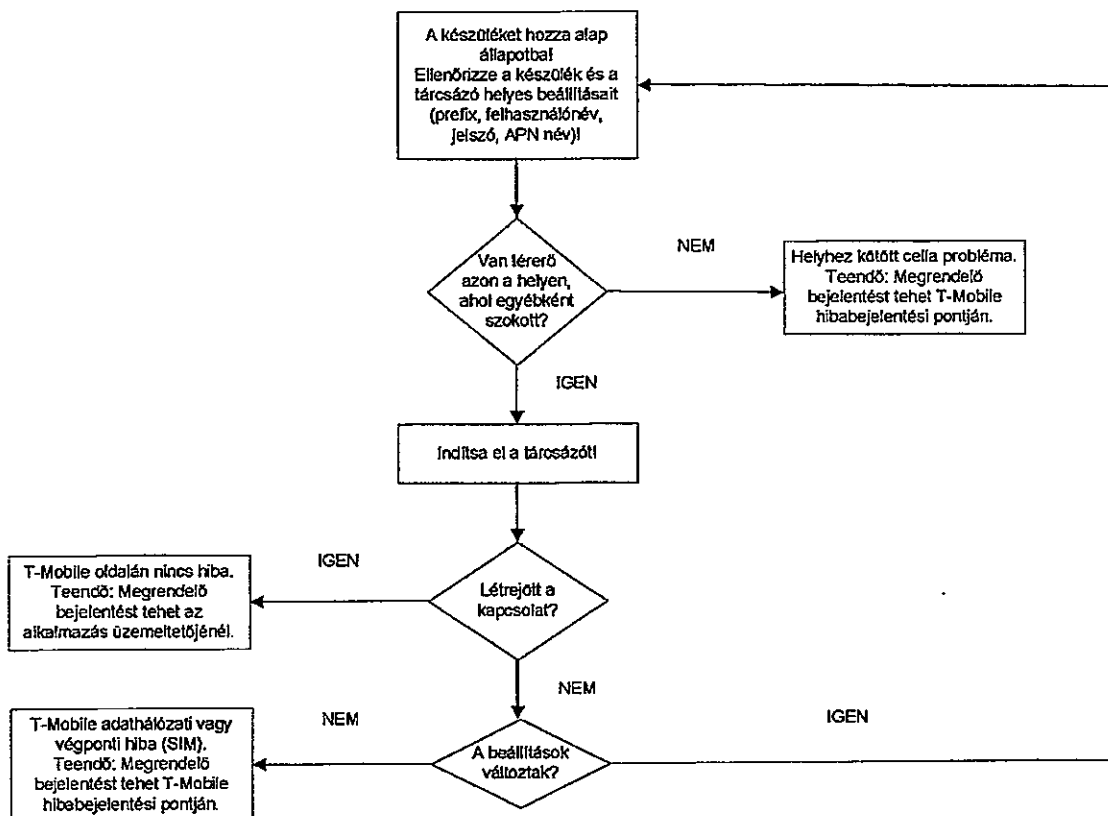 A készüléket hozza alap
állapotba!
Ellenőrizze a készülék és a
tárcsázó helyes beállításait
(prefix, felhasználónév,
jelszó, APN név)!
Van térerő
azon a helyen,
ahol egyébként
szokott?
NEM
Helyhez kötött cella probléma.
Teendő: Megrendelő
bejelentést tehet T-Mobile
hibabejelentési pontján.
IGEN
Indítsa el a tárcsázót!
IGEN
T-Mobile oldalán nincs hiba.
Teendő: Megrendelő
bejelentést tehet az
alkalmazás üzemeltetőjénél.
Létrejött a
kapcsolat?
NEM
NEM
IGEN
T-Mobile adathálózati vagy
végponti hiba (SIM).
Teendő: Megrendelő
bejelentést tehet T-Mobile
hibabejelentési pontján.
A beállítások
változtak?